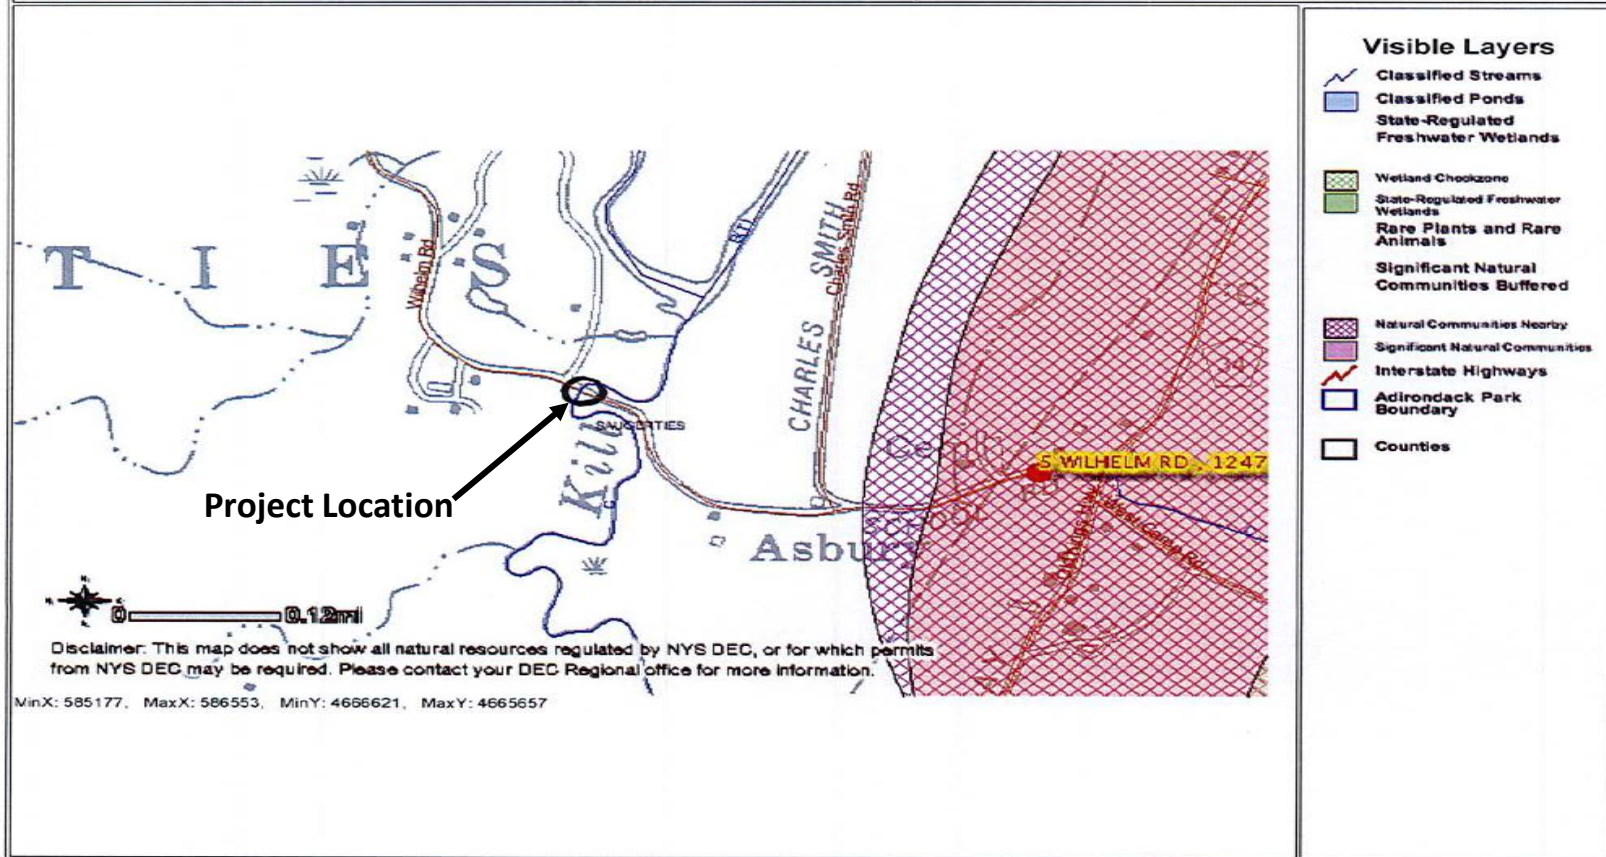 Visible Layers
Classified Streams
Classified Ponds
State-Regulated
Freshwater Wetlands
Wetland Checkzone
State-Regulated Freshwater
Wetlands
Rare Plants and Rare
Animals
Significant Natural
Communities Buffered
Natural Communities Nearby
Significant Natural Communities
Interstate Highways
Adirondack Park
Boundary
Counties
T I E S
Wilhelm Rd
CHARLES SMITH
Charles Smith Rd
34
SAUGERTIES
Kill
C
S WILHELM RD , 1247
Project Location
West Camp Rd
Asbury
0 0.12mi
Disclaimer: This map does not show all natural resources regulated by NYS DEC, or for which permits
from NYS DEC may be required. Please contact your DEC Regional office for more information.
MinX: 585177, MaxX: 586553, MinY: 4666621, MaxY: 4665657